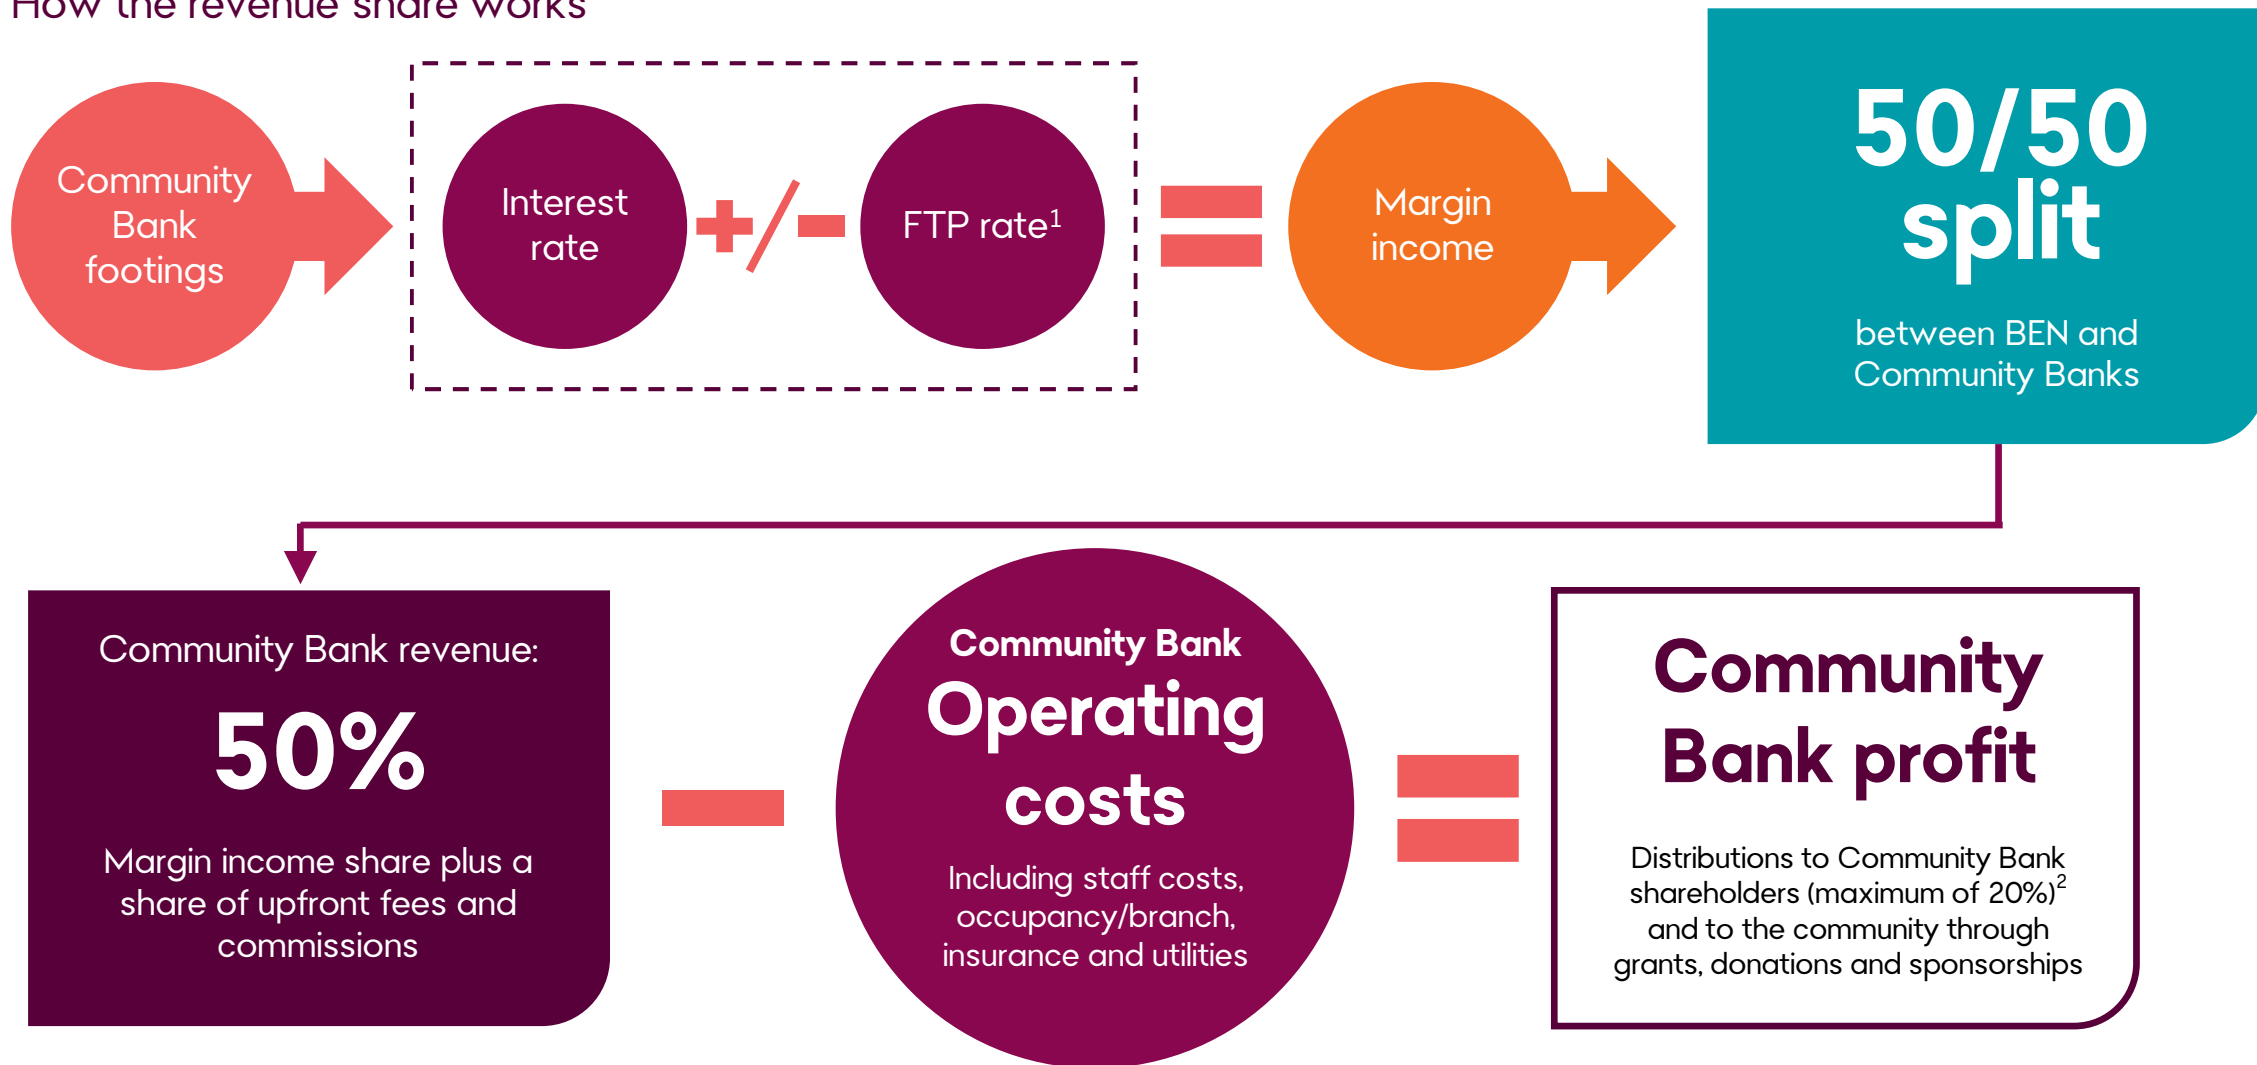 How the revenue share works
Community
Bank
footings
Interest
rate
+/-
FTP rate¹
=
Margin
income
50/50
split
between BEN and
Community Banks
Community Bank revenue:
50%
Margin income share plus a
share of upfront fees and
commissions
-
Community Bank
Operating
costs
Including staff costs,
occupancy/branch,
insurance and utilities
=
Community
Bank profit
Distributions to Community Bank
shareholders (maximum of 20%)²
and to the community through
grants, donations and sponsorships